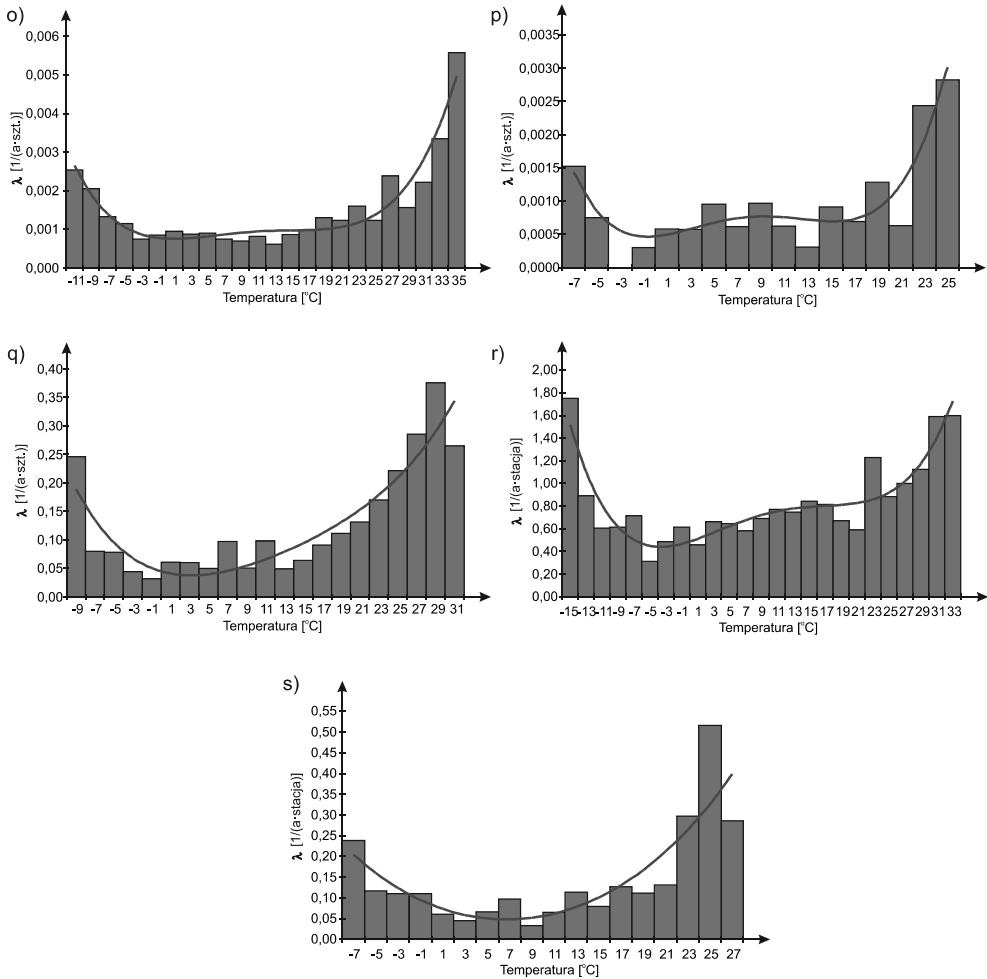 o)
0,006
0,005
0,004
0,003
0,002
0,001
0,000
λ [1/(a·szt.)]
-11 -9 -7 -5 -3 -1 1 3 5 7 9 11 13 15 17 19 21 23 25 27 29 31 33 35
Temperatura [°C]
p)
0,0035
0,0030
0,0025
0,0020
0,0015
0,0010
0,0005
0,0000
λ [1/(a·szt.)]
-7 -5 -3 -1 1 3 5 7 9 11 13 15 17 19 21 23 25
Temperatura [°C]
q)
0,40
0,35
0,30
0,25
0,20
0,15
0,10
0,05
0,00
λ [1/(a·szt.)]
-9 -7 -5 -3 -1 1 3 5 7 9 11 13 15 17 19 21 23 25 27 29 31
Temperatura [°C]
r)
2,00
1,80
1,60
1,40
1,20
1,00
0,80
0,60
0,40
0,20
0,00
λ [1/(a·stacja)]
-15 -13 -11 -9 -7 -5 -3 -1 1 3 5 7 9 11 13 15 17 19 21 23 25 27 29 31 33
Temperatura [°C]
s)
0,55
0,50
0,45
0,40
0,35
0,30
0,25
0,20
0,15
0,10
0,05
0,00
λ [1/(a·stacja)]
-7 -5 -3 -1 1 3 5 7 9 11 13 15 17 19 21 23 25 27
Temperatura [°C]